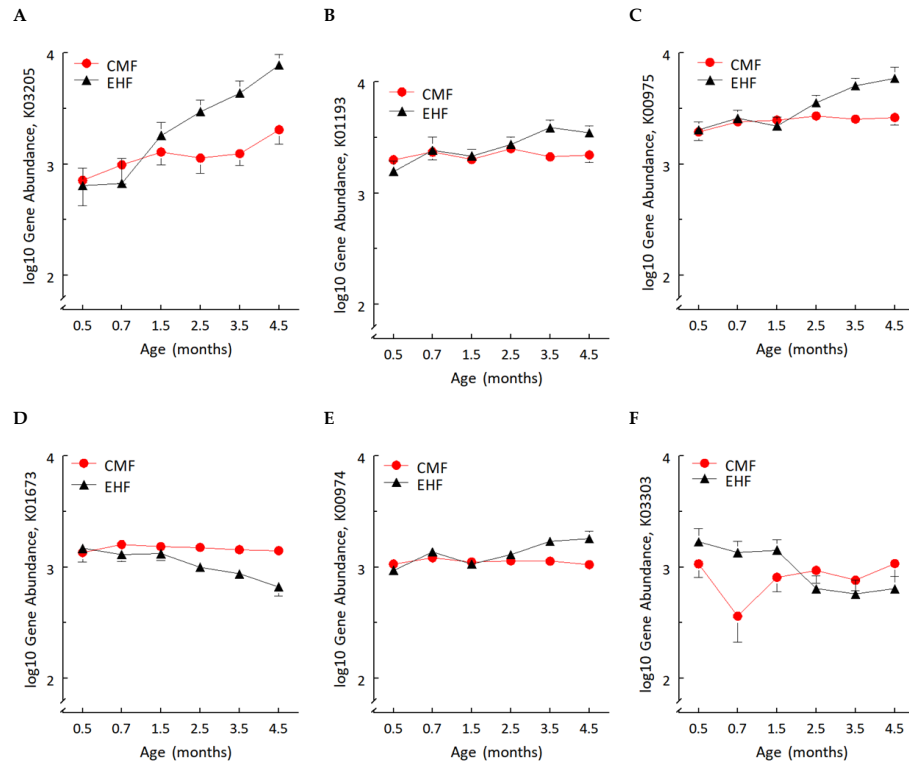 A
log10 Gene Abundance, K03205
4
3
2
CMF
EHF
0.5 0.7 1.5 2.5 3.5 4.5
Age (months)
B
log10 Gene Abundance, K01193
4
3
2
CMF
EHF
0.5 0.7 1.5 2.5 3.5 4.5
Age (months)
C
log10 Gene Abundance, K00975
4
3
2
CMF
EHF
0.5 0.7 1.5 2.5 3.5 4.5
Age (months)
D
log10 Gene Abundance, K01673
4
3
2
CMF
EHF
0.5 0.7 1.5 2.5 3.5 4.5
Age (months)
E
log10 Gene Abundance, K00974
4
3
2
CMF
EHF
0.5 0.7 1.5 2.5 3.5 4.5
Age (months)
F
log10 Gene Abundance, K03303
4
3
2
CMF
EHF
0.5 0.7 1.5 2.5 3.5 4.5
Age (months)